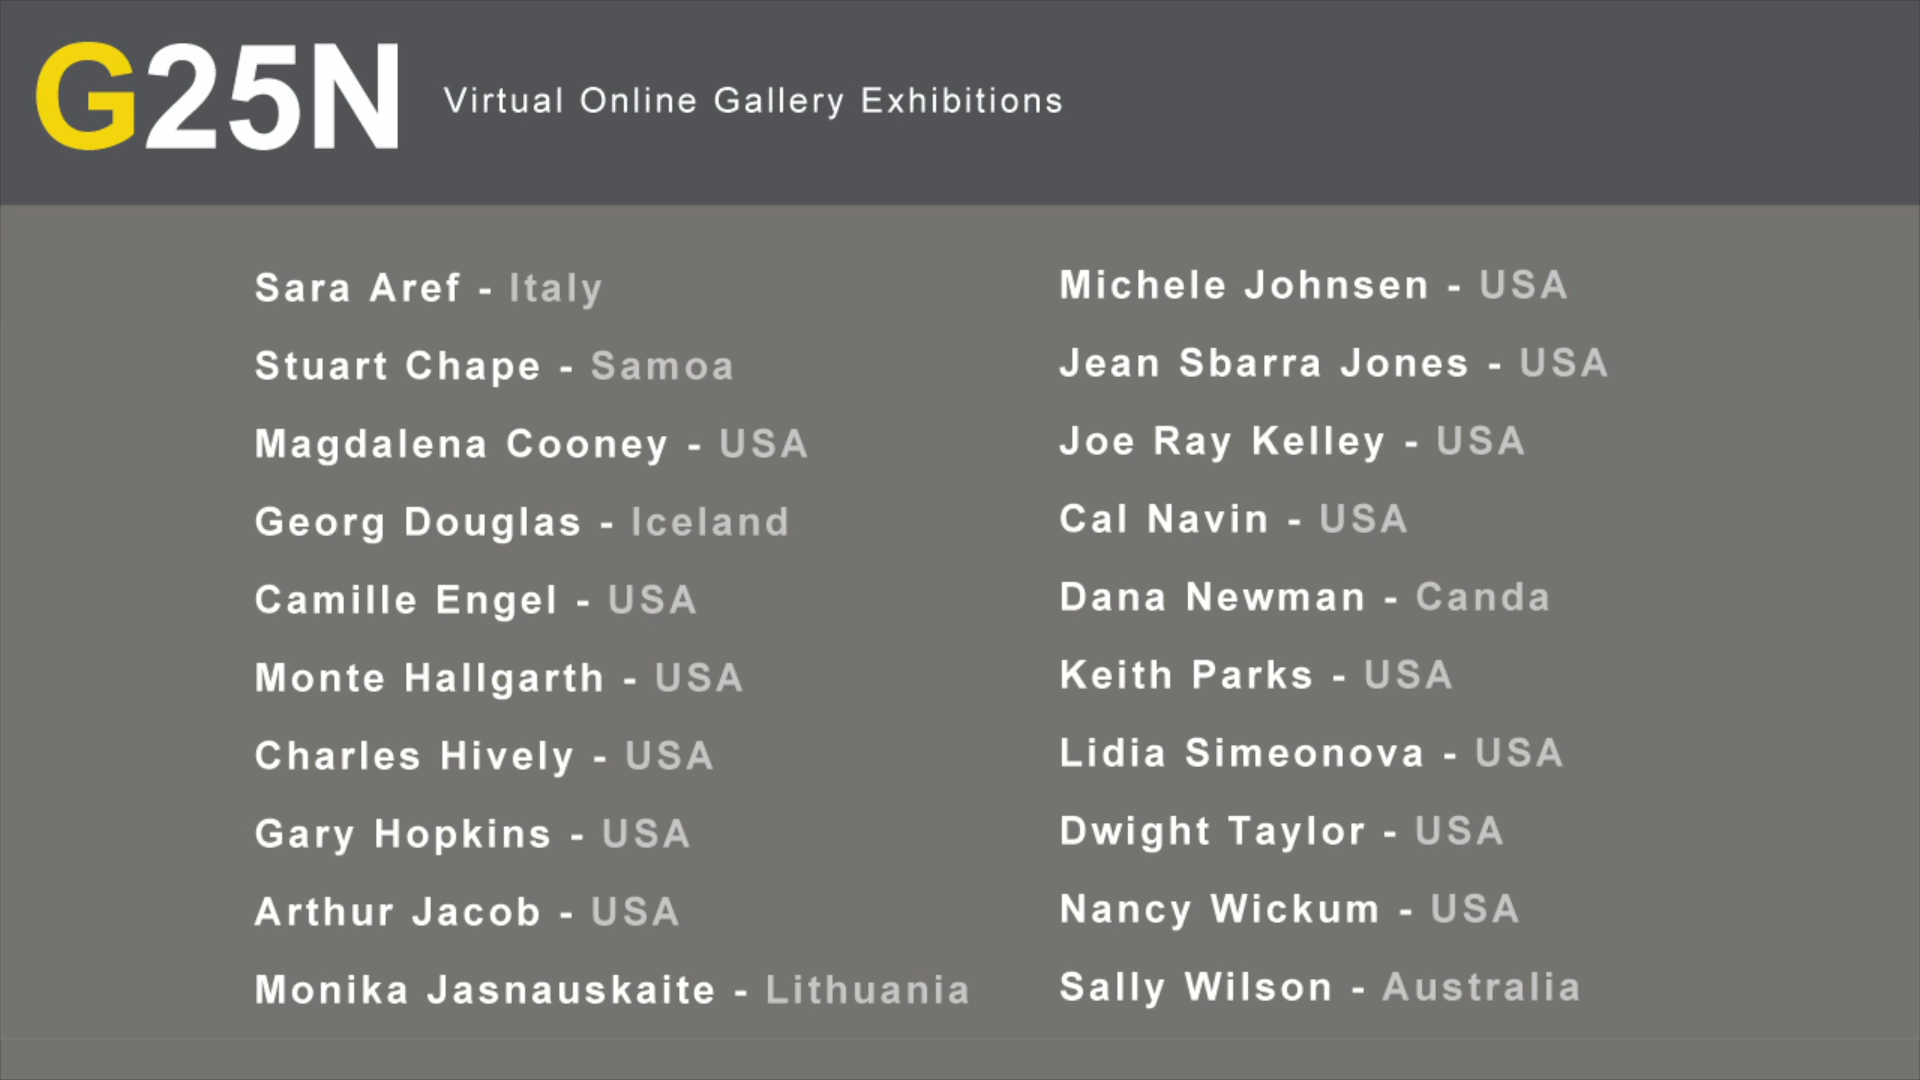 G25N Virtual Online Gallery Exhibitions
Sara Aref - Italy
Stuart Chape - Samoa
Magdalena Cooney - USA
Georg Douglas - Iceland
Camille Engel - USA
Monte Hallgarth - USA
Charles Hively - USA
Gary Hopkins - USA
Arthur Jacob - USA
Monika Jasnauskaite - Lithuania
Michele Johnsen - USA
Jean Sbarra Jones - USA
Joe Ray Kelley - USA
Cal Navin - USA
Dana Newman - Canda
Keith Parks - USA
Lidia Simeonova - USA
Dwight Taylor - USA
Nancy Wickum - USA
Sally Wilson - Australia